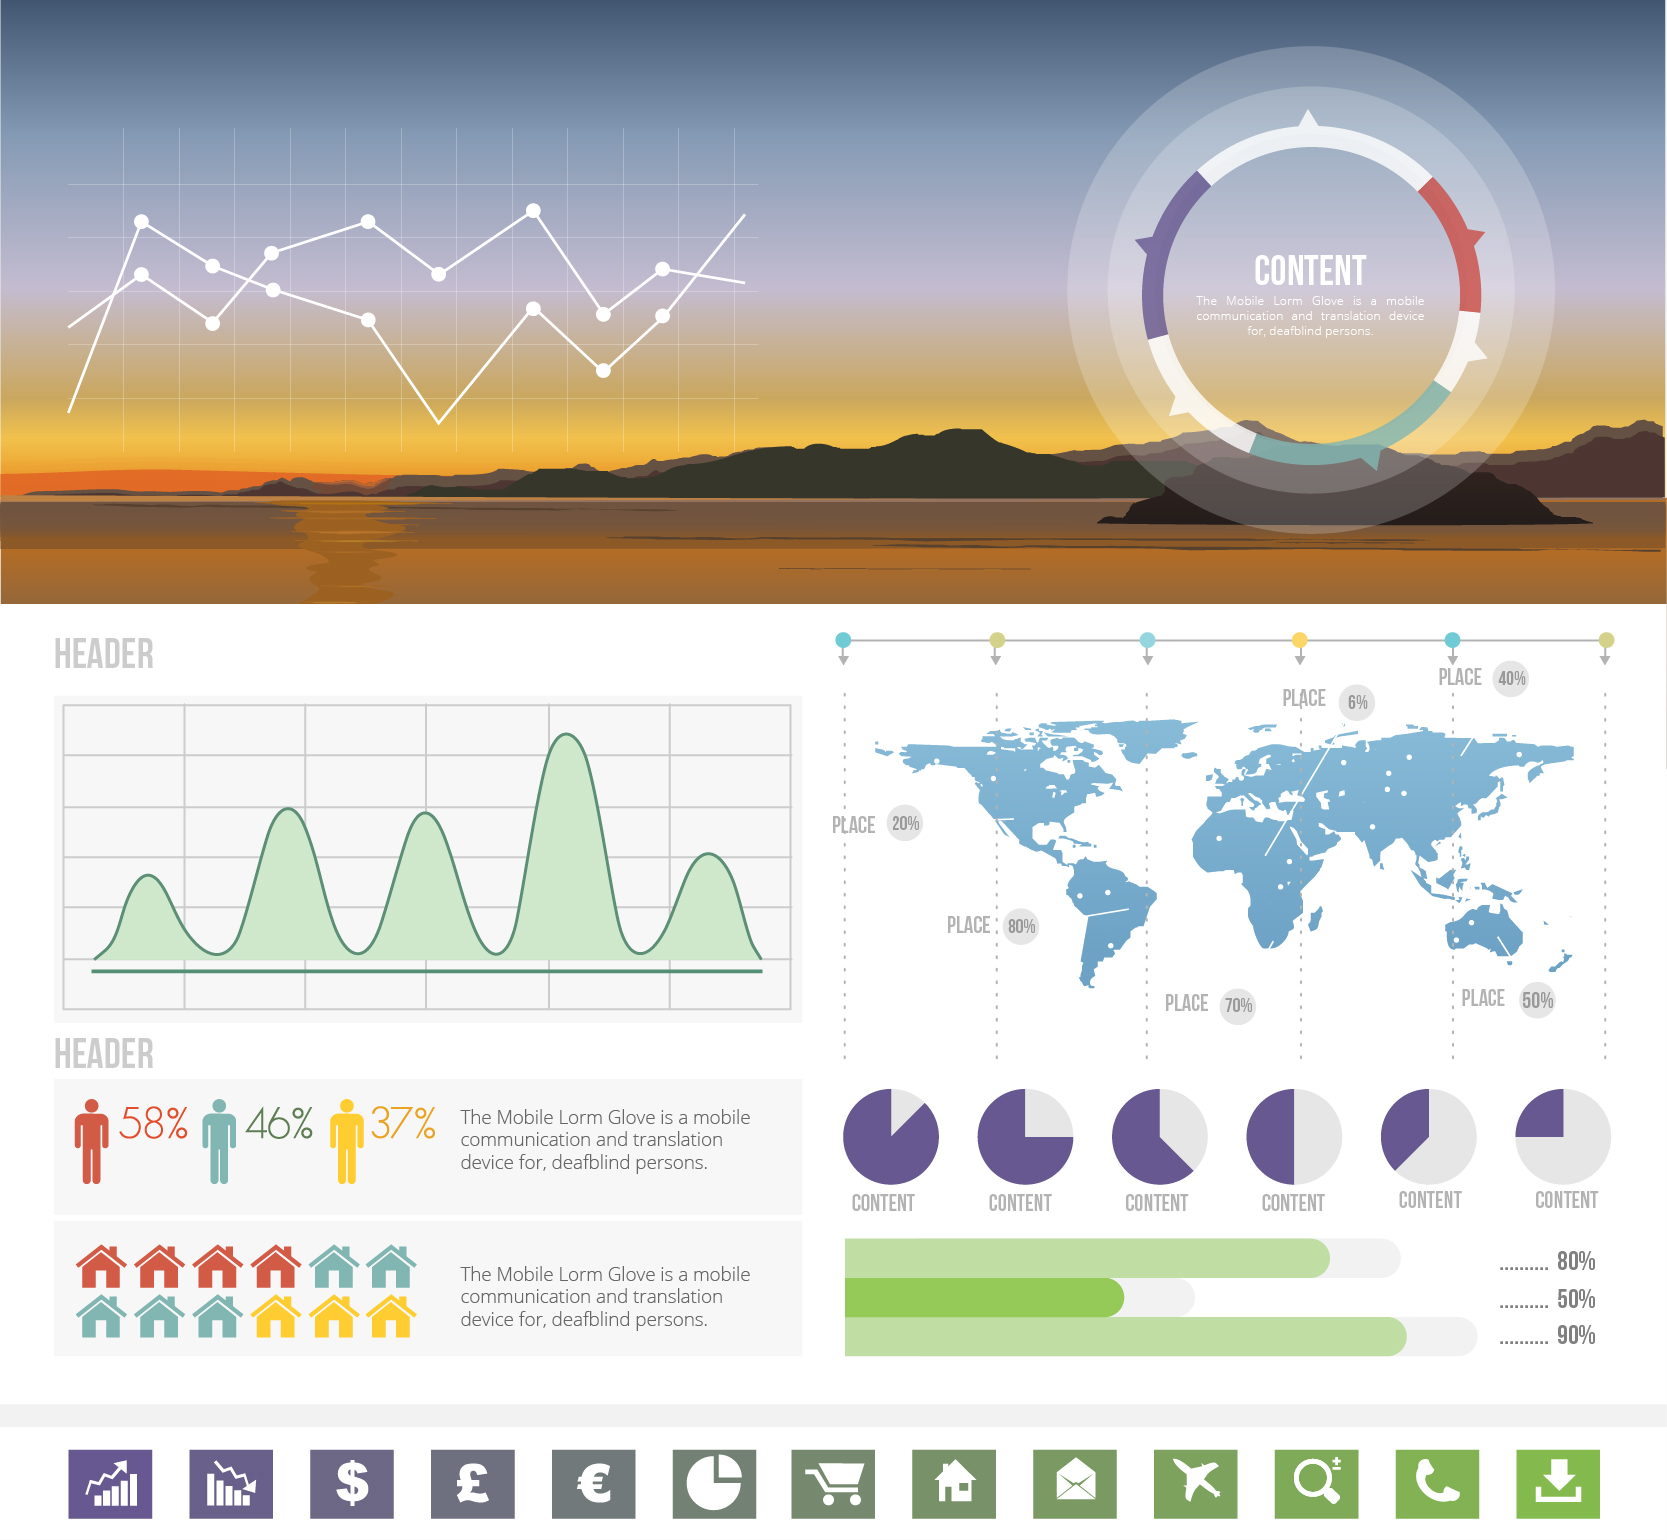 CONTENT
The Mobile Lorm Glove is a mobile
communication and translation device
for, deafblind persons.
HEADER
PLACE 40%
PLACE 6%
PLACE 20%
PLACE 80%
PLACE 70%
PLACE 50%
HEADER
58% 46% 37%
The Mobile Lorm Glove is a mobile
communication and translation
device for, deafblind persons.
The Mobile Lorm Glove is a mobile
communication and translation
device for, deafblind persons.
CONTENT CONTENT CONTENT CONTENT CONTENT CONTENT
.......... 80%
.......... 50%
.......... 90%
$ £ €